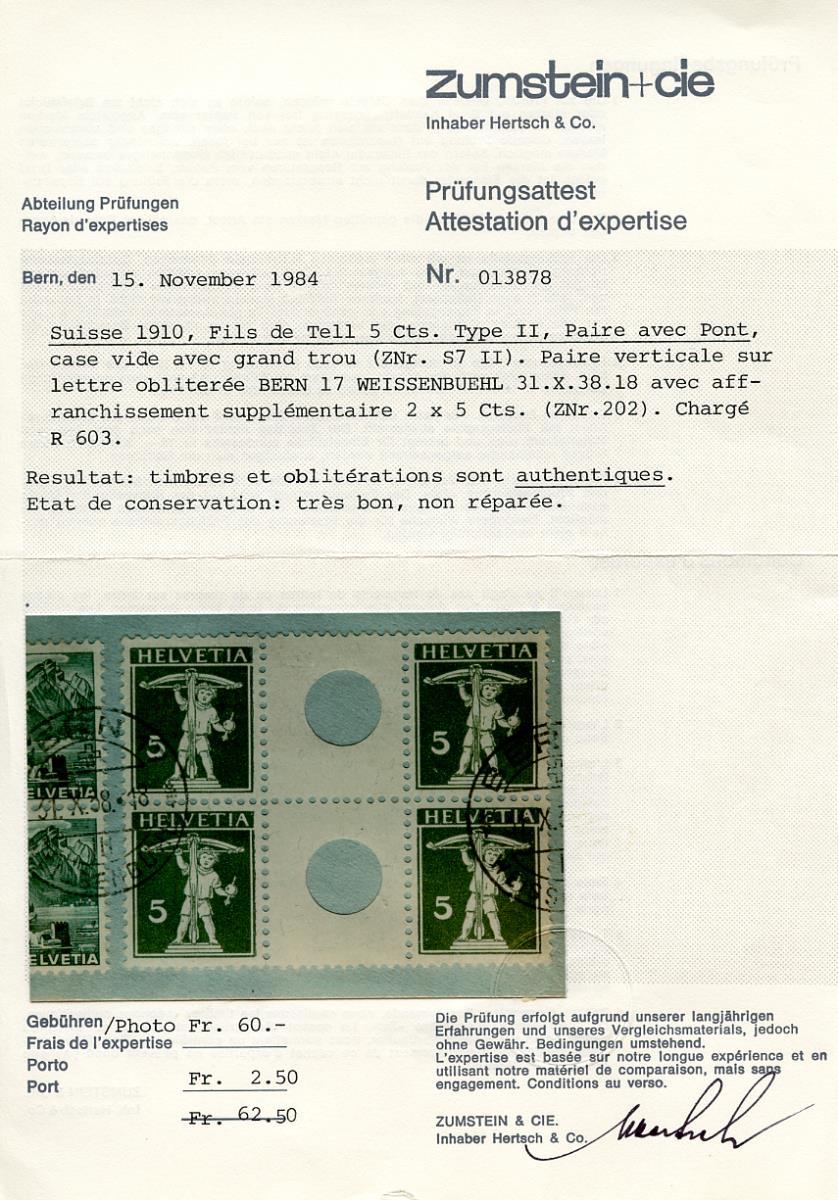 zumstein+cie
Inhaber Hertsch & Co.
Abteilung Prüfungen
Rayon d'expertises
Prüfungsattest
Attestation d'expertise
Bern, den 15. November 1984
Nr. 013878
Suisse 1910, Fils de Tell 5 Cts. Type II, Paire avec Pont,
case vide avec grand trou (ZNr. S7 II). Paire verticale sur
lettre obliterée BERN 17 WEISSENBUEHL 31.X.38.18 avec aff-
ranchissement supplémentaire 2 x 5 Cts. (ZNr.202). Chargé
R 603.
Resultat: timbres et oblitérations sont authentiques.
Etat de conservation: très bon, non réparée.
HELVETIA
HELVETIA
5
5
HELVETIA
31.X.38.-18
HELVETIA
HELVETIA
5
5
ELVETIA
Gebühren/Photo Fr. 60.-
Frais de l'expertise
Porto
Port
Fr. 2.50
Fr. 62.50
Die Prüfung erfolgt aufgrund unserer langjährigen
Erfahrungen und unseres Vergleichsmaterials, jedoch
ohne Gewähr. Bedingungen umstehend.
L'expertise est basée sur notre longue expérience et en
utilisant notre matériel de comparaison, mais sans
engagement. Conditions au verso.
ZUMSTEIN & CIE.
Inhaber Hertsch & Co.